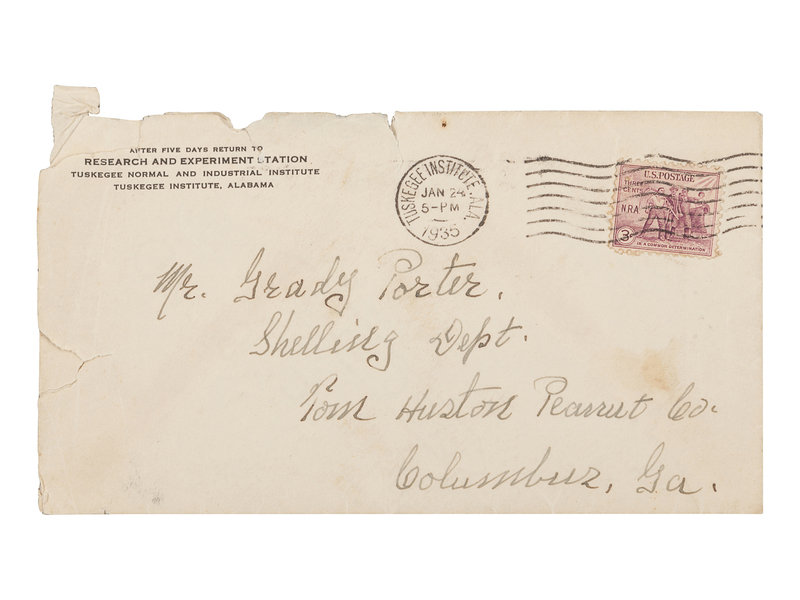 AFTER FIVE DAYS RETURN TO
RESEARCH AND EXPERIMENT STATION
TUSKEGEE NORMAL AND INDUSTRIAL INSTITUTE
TUSKEGEE INSTITUTE, ALABAMA
TUSKEGEE INSTITUTE, ALA.
JAN 24
5-PM
1935
U.S. POSTAGE
THREE
CENTS
NRA
3¢
IN A COMMON DETERMINATION
Mr. Grady Porter,
Shelling Dept.
Tom Huston Peanut Co.
Columbus, Ga.